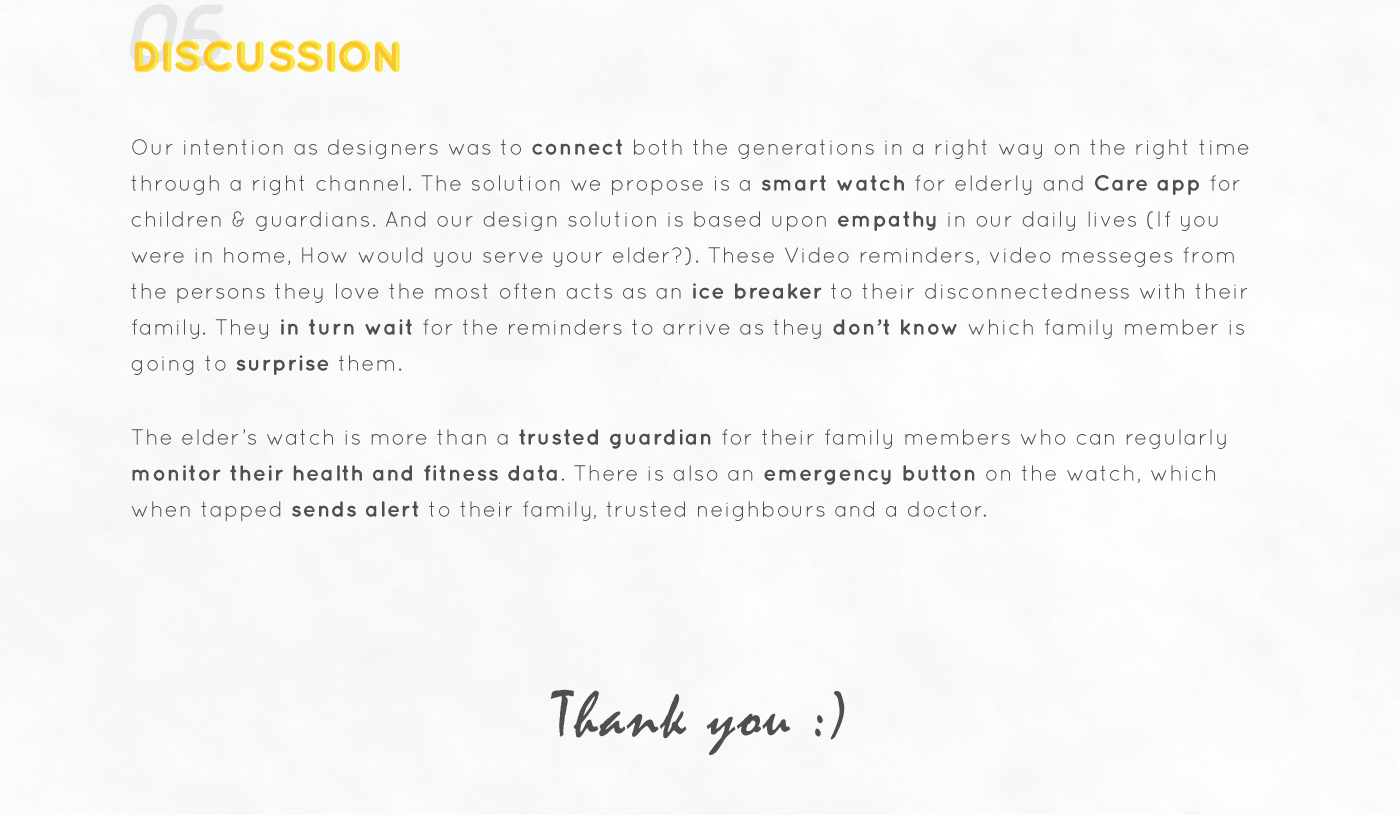 06
DISCUSSION
Our intention as designers was to connect both the generations in a right way on the right time
through a right channel. The solution we propose is a smart watch for elderly and Care app for
children & guardians. And our design solution is based upon empathy in our daily lives (If you
were in home, How would you serve your elder?). These Video reminders, video messeges from
the persons they love the most often acts as an ice breaker to their disconnectedness with their
family. They in turn wait for the reminders to arrive as they don't know which family member is
going to surprise them.
The elder's watch is more than a trusted guardian for their family members who can regularly
monitor their health and fitness data. There is also an emergency button on the watch, which
when tapped sends alert to their family, trusted neighbours and a doctor.
Thank you :)